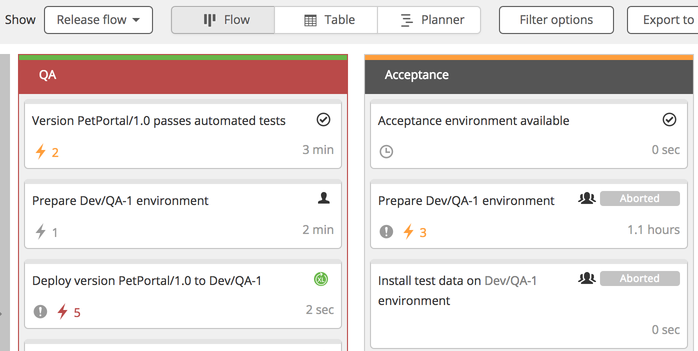 Show Release flow Flow Table Planner Filter options Export to
QA
Version PetPortal/1.0 passes automated tests
2 3 min
Prepare Dev/QA-1 environment
1 2 min
Deploy version PetPortal/1.0 to Dev/QA-1
5 2 sec
Acceptance
Acceptance environment available
0 sec
Prepare Dev/QA-1 environment Aborted
3 1.1 hours
Install test data on Dev/QA-1 Aborted
environment
0 sec